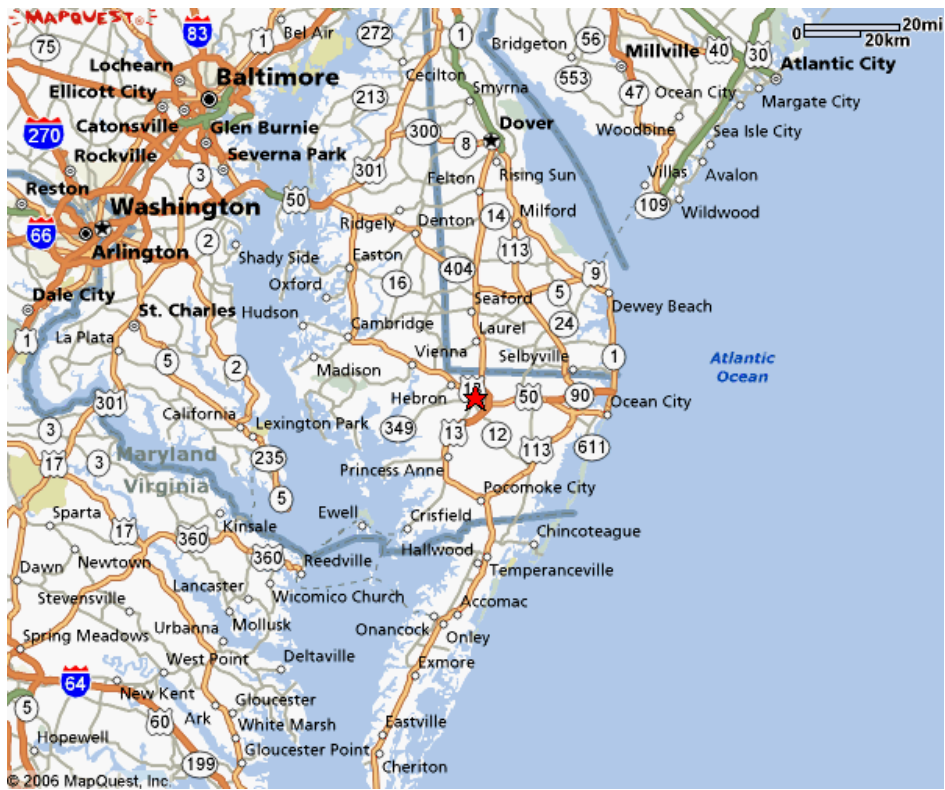 MAPQUEST
83
1
Bel Air
272
1
Bridgeton
56
Millville
40
30
0
20mi
20km
75
Lochearn
Cecilton
Atlantic City
Baltimore
Smyrna
553
Ellicott City
213
47
Ocean City
Margate City
270
Catonsville
Glen Burnie
300
8
Dover
Woodbine
Sea Isle City
Rockville
Severna Park
301
Rising Sun
Villas
Avalon
Reston
3
50
Felton
109
Wildwood
Washington
Ridgely
Denton
14
Milford
66
2
Shady Side
113
Arlington
Easton
404
9
Dale City
Oxford
16
Seaford
5
Dewey Beach
St. Charles
Hudson
Cambridge
Laurel
24
1
La Plata
Vienna
Selbyville
1
Atlantic
Ocean
5
2
Madison
13
301
Hebron
50
90
Ocean City
California
Lexington Park
349
13
12
3
113
611
17
3
Maryland
235
Princess Anne
Virginia
5
Pocomoke City
Sparta
Kinsale
Ewell
Crisfield
Chincoteague
17
360
Hallwood
Dawn
Newtown
360
Reedville
Temperanceville
Lancaster
Stevensville
Wicomico Church
Accomac
Spring Meadows
Urbanna
Mollusk
Onancock
Onley
West Point
Deltaville
Exmore
64
New Kent
Gloucester
5
60
Ark
White Marsh
Eastville
Hopewell
Gloucester Point
199
Cheriton
© 2006 MapQuest, Inc.